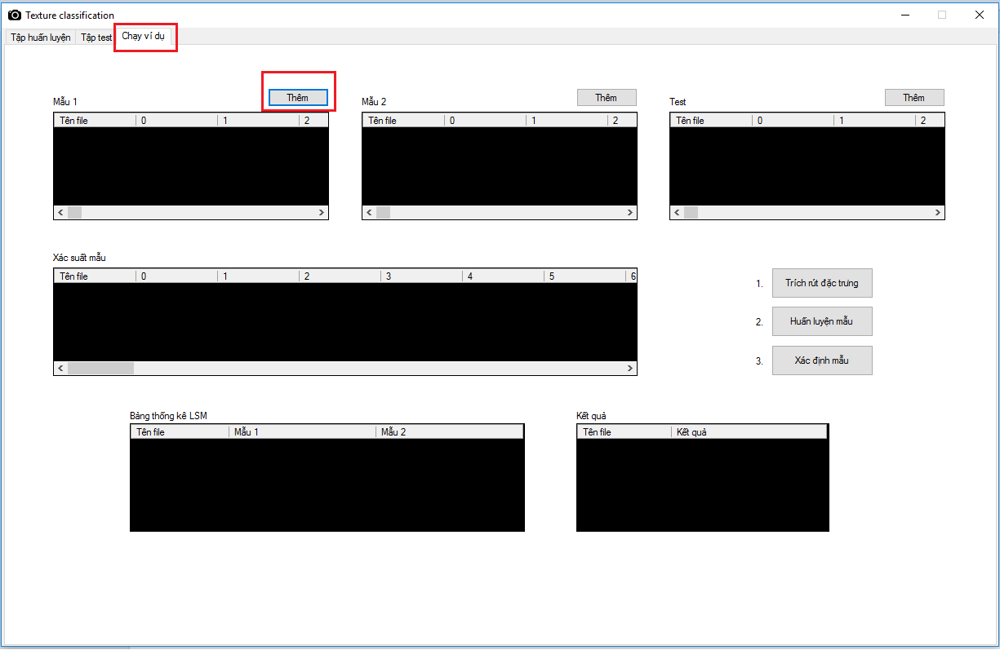 Texture classification
Tập huấn luyện Tập test Chạy ví dụ
Mẫu 1 Thêm
Tên file 0 1 2
Mẫu 2 Thêm
Tên file 0 1 2
Test Thêm
Tên file 0 1 2
Xác suất mẫu
Tên file 0 1 2 3 4 5 6
1. Trích rút đặc trưng
2. Huấn luyện mẫu
3. Xác định mẫu
Bảng thống kê LSM
Tên file Mẫu 1 Mẫu 2
Kết quả
Tên file Kết quả